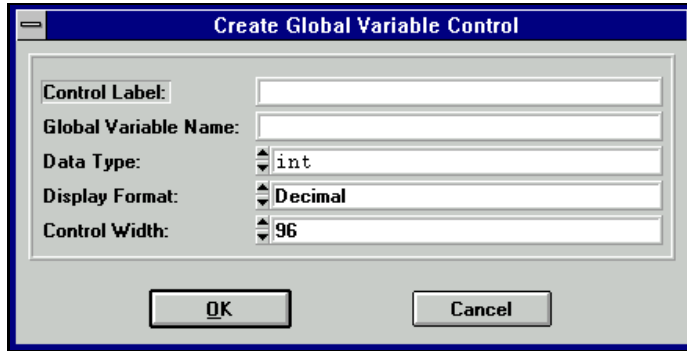 Create Global Variable Control
Control Label:
Global Variable Name:
Data Type: int
Display Format: Decimal
Control Width: 96
OK Cancel